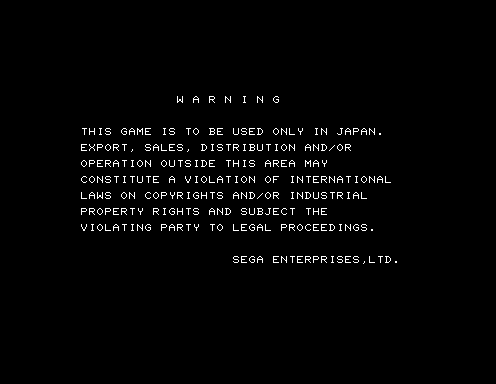 W A R N I N G
THIS GAME IS TO BE USED ONLY IN JAPAN.
EXPORT, SALES, DISTRIBUTION AND/OR
OPERATION OUTSIDE THIS AREA MAY
CONSTITUTE A VIOLATION OF INTERNATIONAL
LAWS ON COPYRIGHTS AND/OR INDUSTRIAL
PROPERTY RIGHTS AND SUBJECT THE
VIOLATING PARTY TO LEGAL PROCEEDINGS.
SEGA ENTERPRISES,LTD.